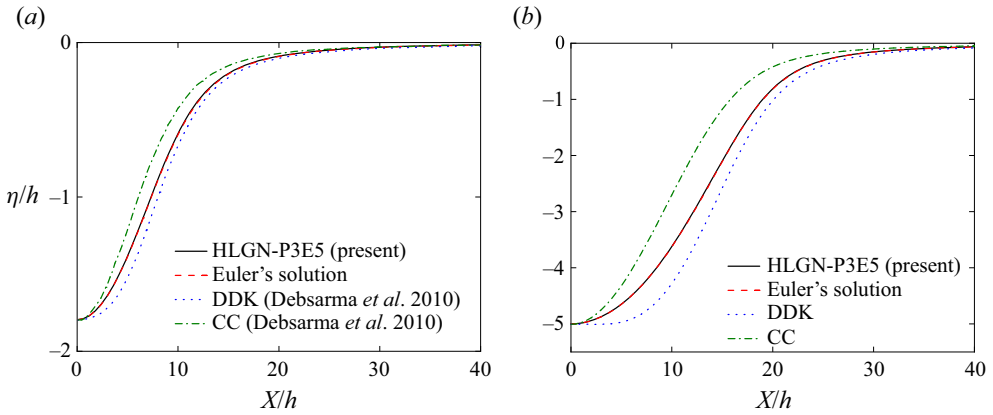 (a)
0
−1
−2
η/h
0
10
20
30
40
X/h
HLGN-P3E5 (present)
Euler’s solution
DDK (Debsarma et al. 2010)
CC (Debsarma et al. 2010)
(b)
0
−1
−2
−3
−4
−5
−6
0
10
20
30
40
X/h
HLGN-P3E5 (present)
Euler’s solution
DDK
CC